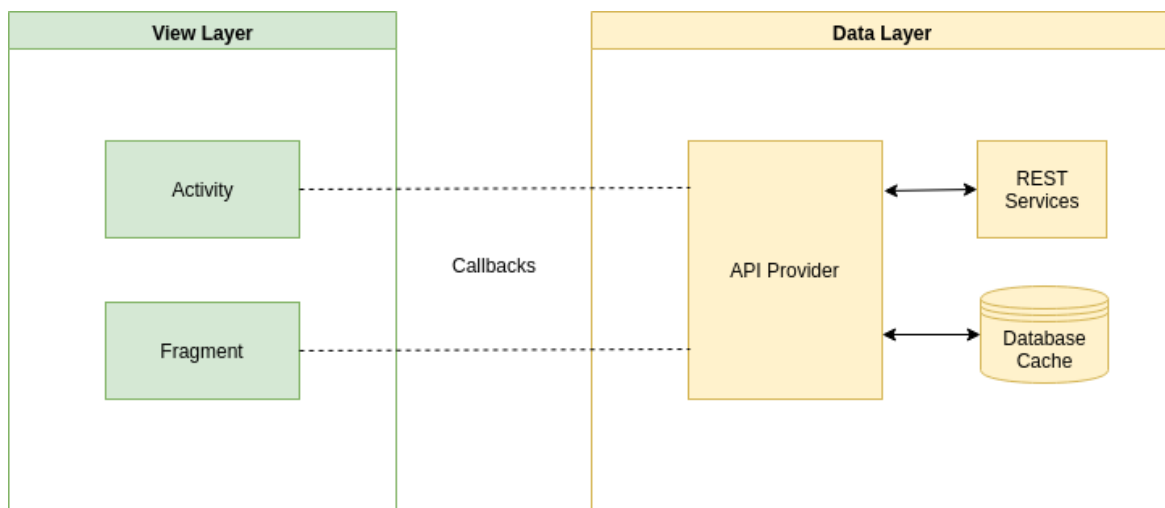 View Layer
Data Layer
Activity
REST
Services
Callbacks
API Provider
Fragment
Database
Cache